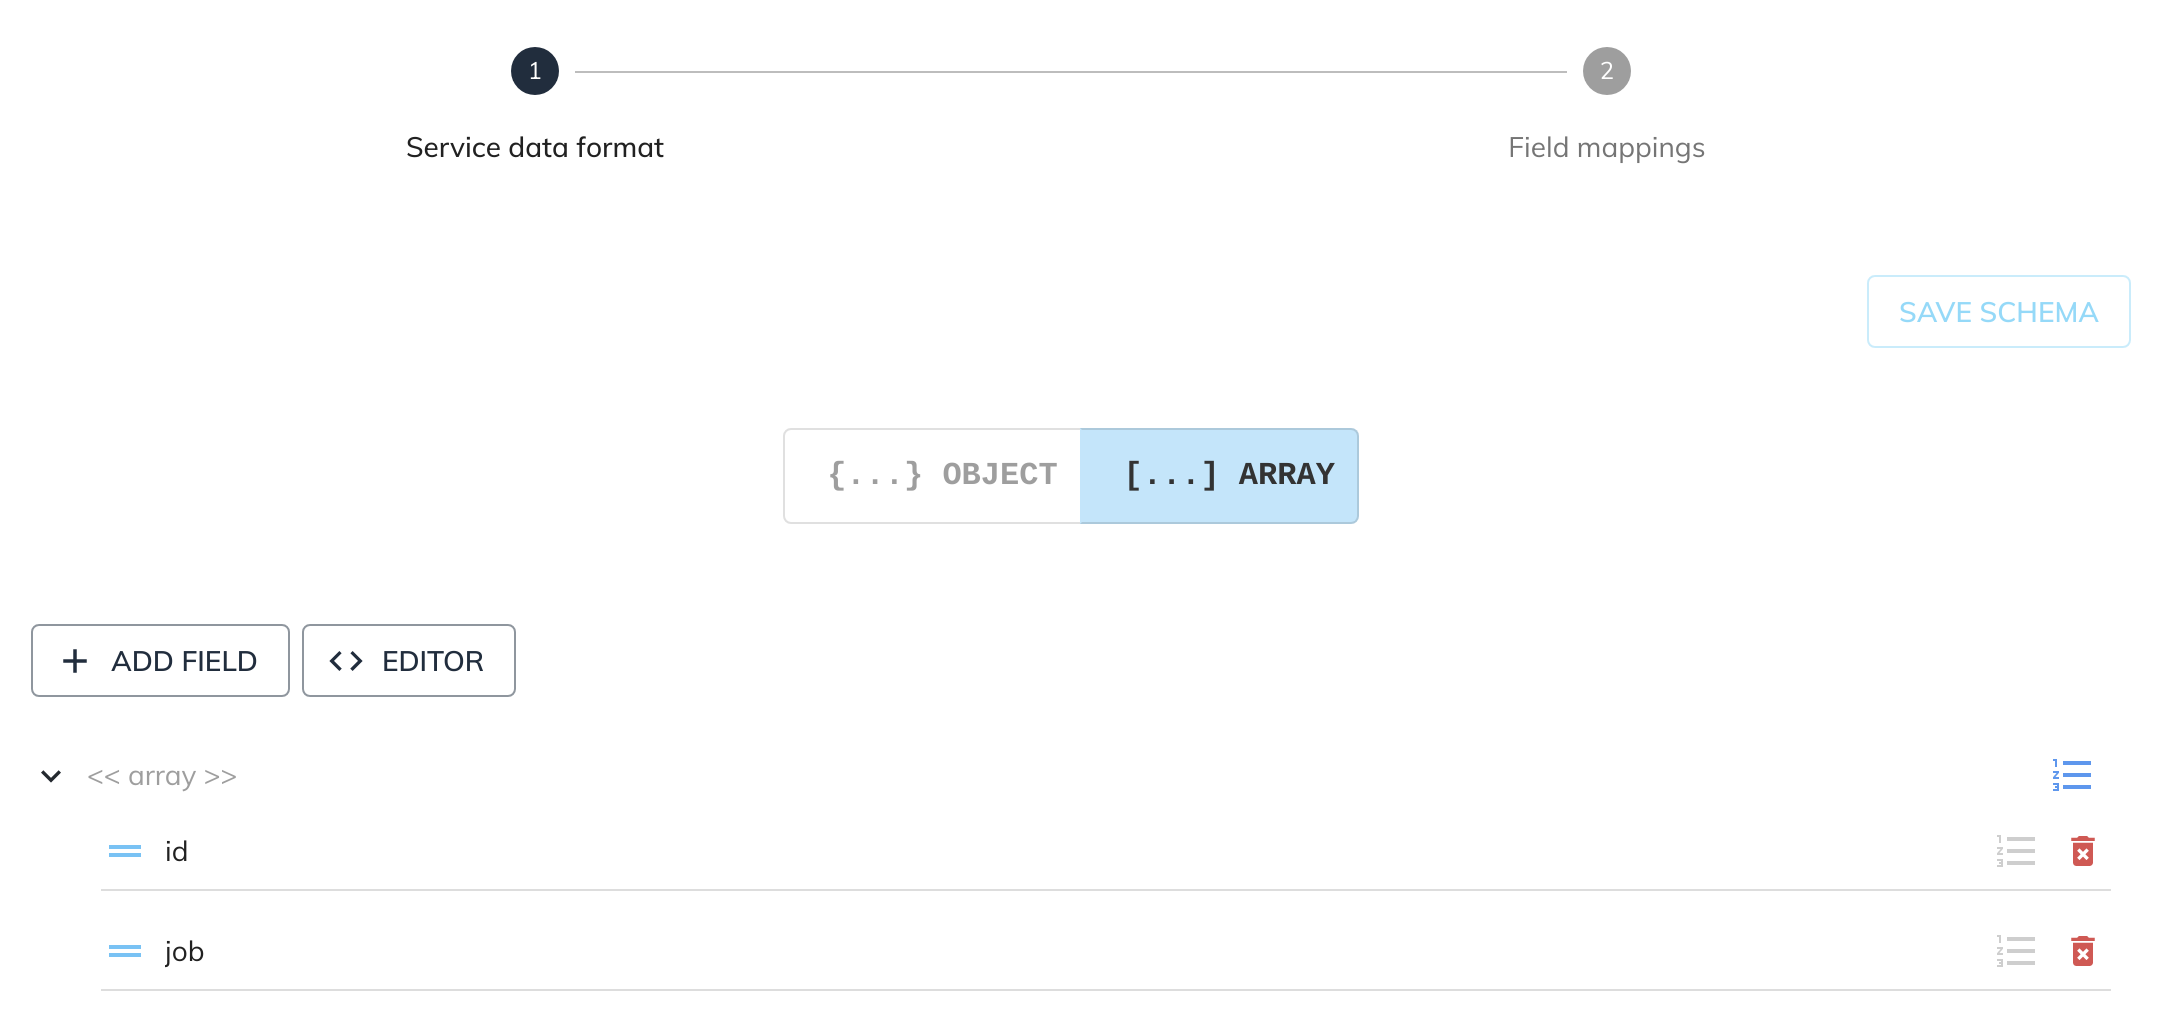 1
2
Service data format
Field mappings
SAVE SCHEMA
{...} OBJECT
[...] ARRAY
ADD FIELD
EDITOR
<< array >>
id
job